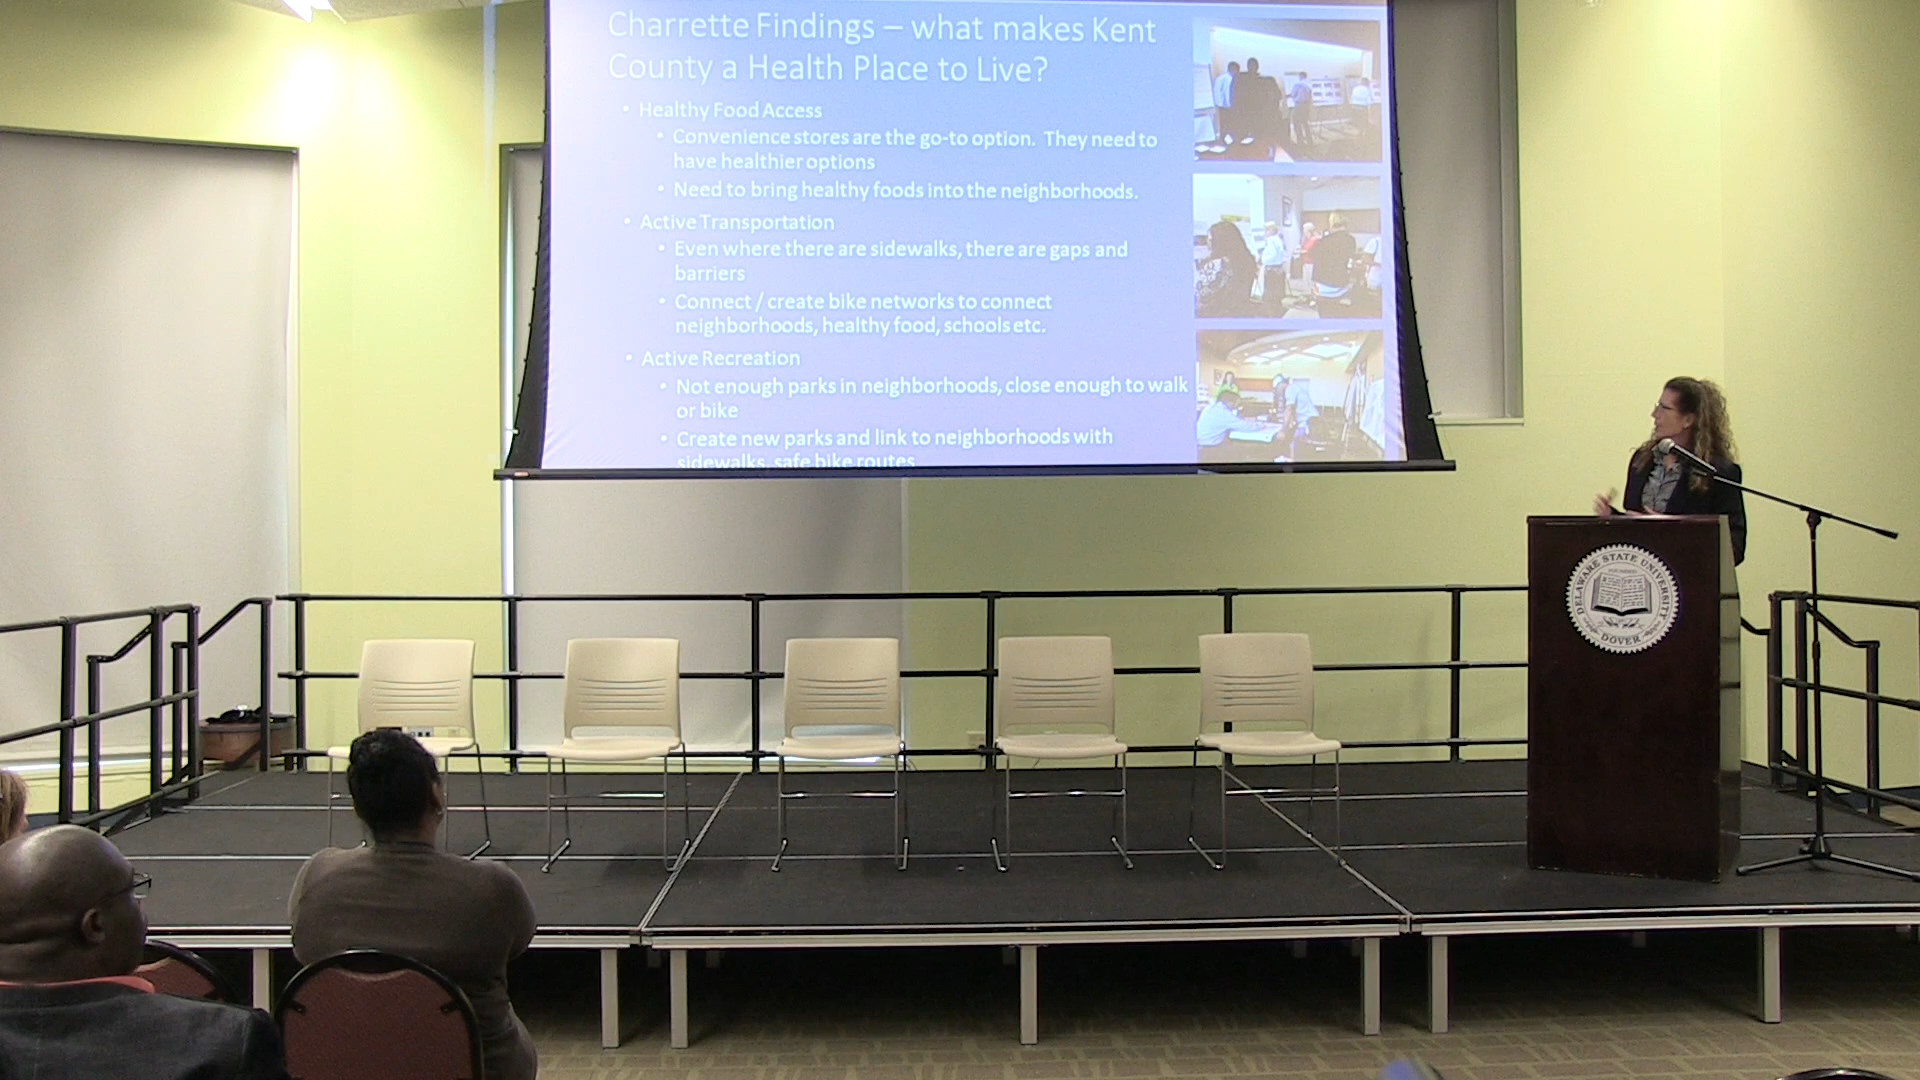 Charrette Findings – what makes Kent
County a Health Place to Live?
• Healthy Food Access
• Convenience stores are the go-to option. They need to
have healthier options
• Need to bring healthy foods into the neighborhoods.
• Active Transportation
• Even where there are sidewalks, there are gaps and
barriers
• Connect / create bike networks to connect
neighborhoods, healthy food, schools etc.
• Active Recreation
• Not enough parks in neighborhoods, close enough to walk
or bike
• Create new parks and link to neighborhoods with
sidewalks, safe bike routes
DELAWARE STATE UNIVERSITY
DOVER